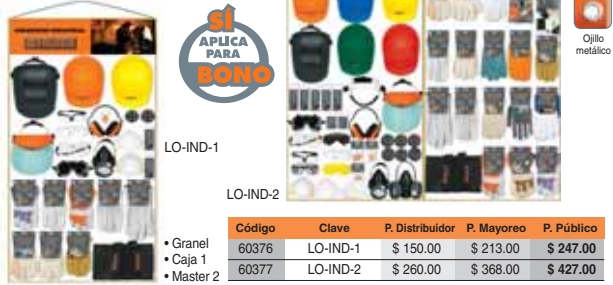 SÍ
APLICA
PARA
BONO
Ojillo
metálico
LO-IND-1
LO-IND-2
• Granel
• Caja 1
• Master 2
Código Clave P. Distribuidor P. Mayoreo P. Público
60376 LO-IND-1 $ 150.00 $ 213.00 $ 247.00
60377 LO-IND-2 $ 260.00 $ 368.00 $ 427.00